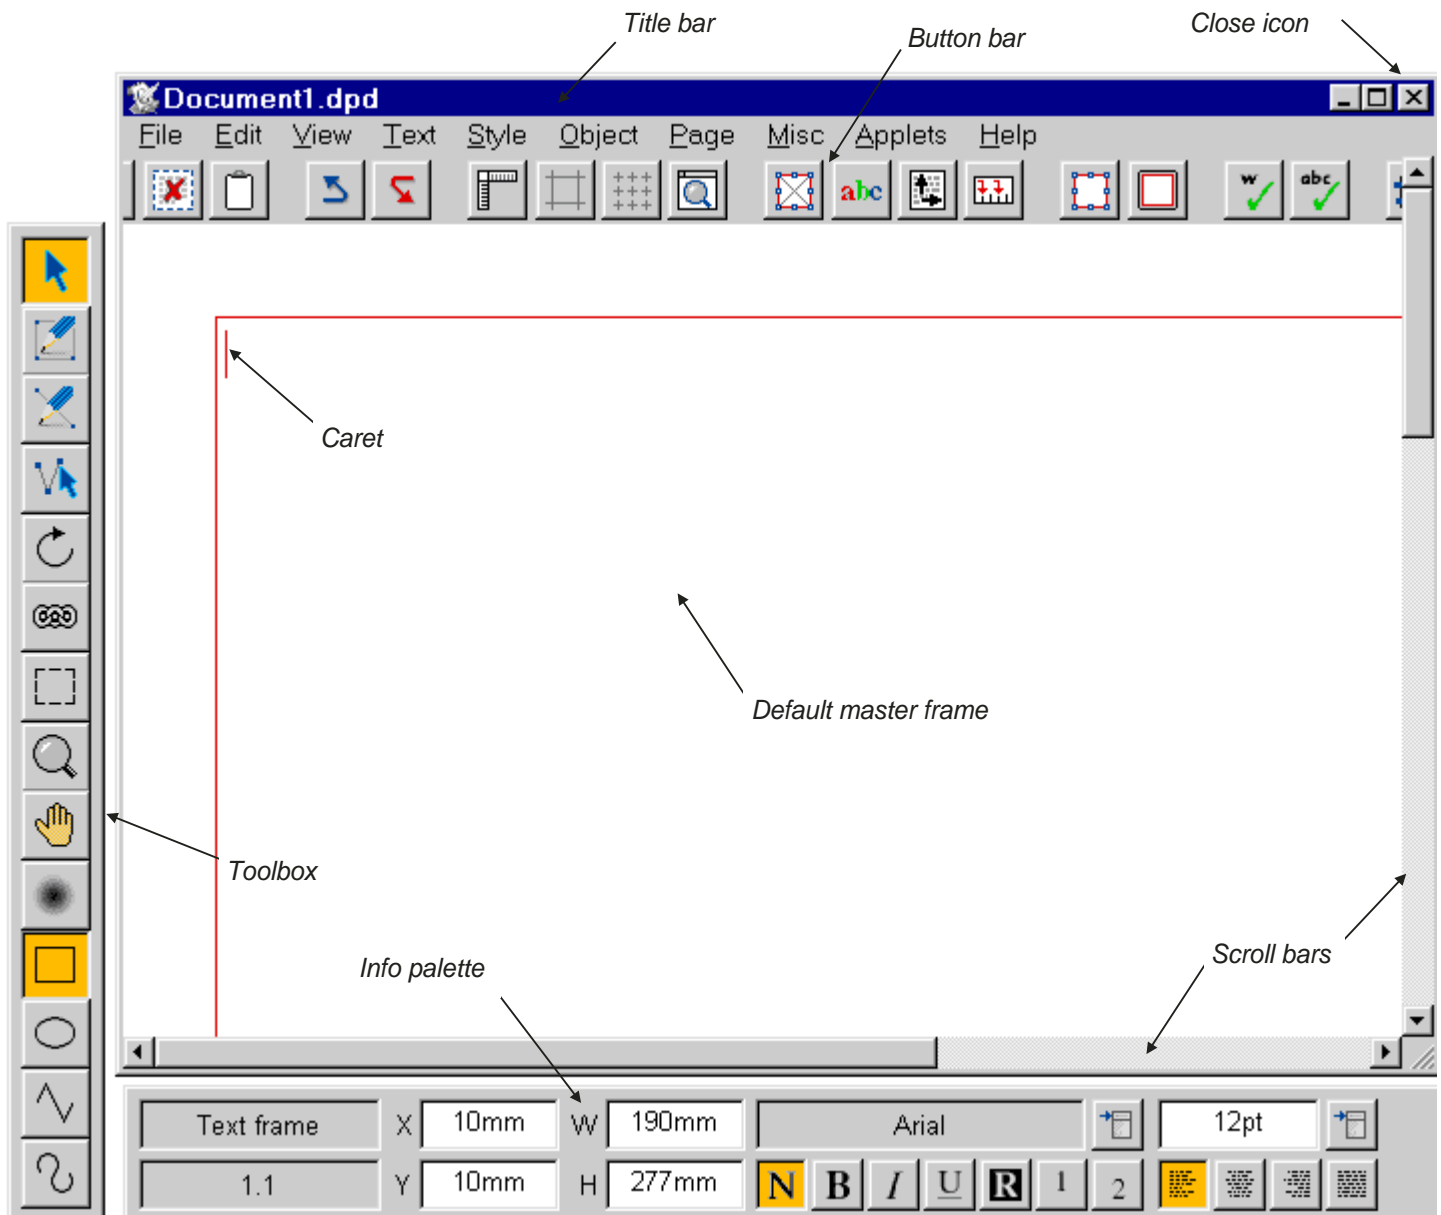 Title bar
Button bar
Close icon
Document1.dpd
File Edit View Text Style Object Page Misc Applets Help
abc
w
abc
Caret
Default master frame
Toolbox
Info palette
Scroll bars
Text frame X 10mm W 190mm Arial 12pt
1.1 Y 10mm H 277mm N B I U R 1 2